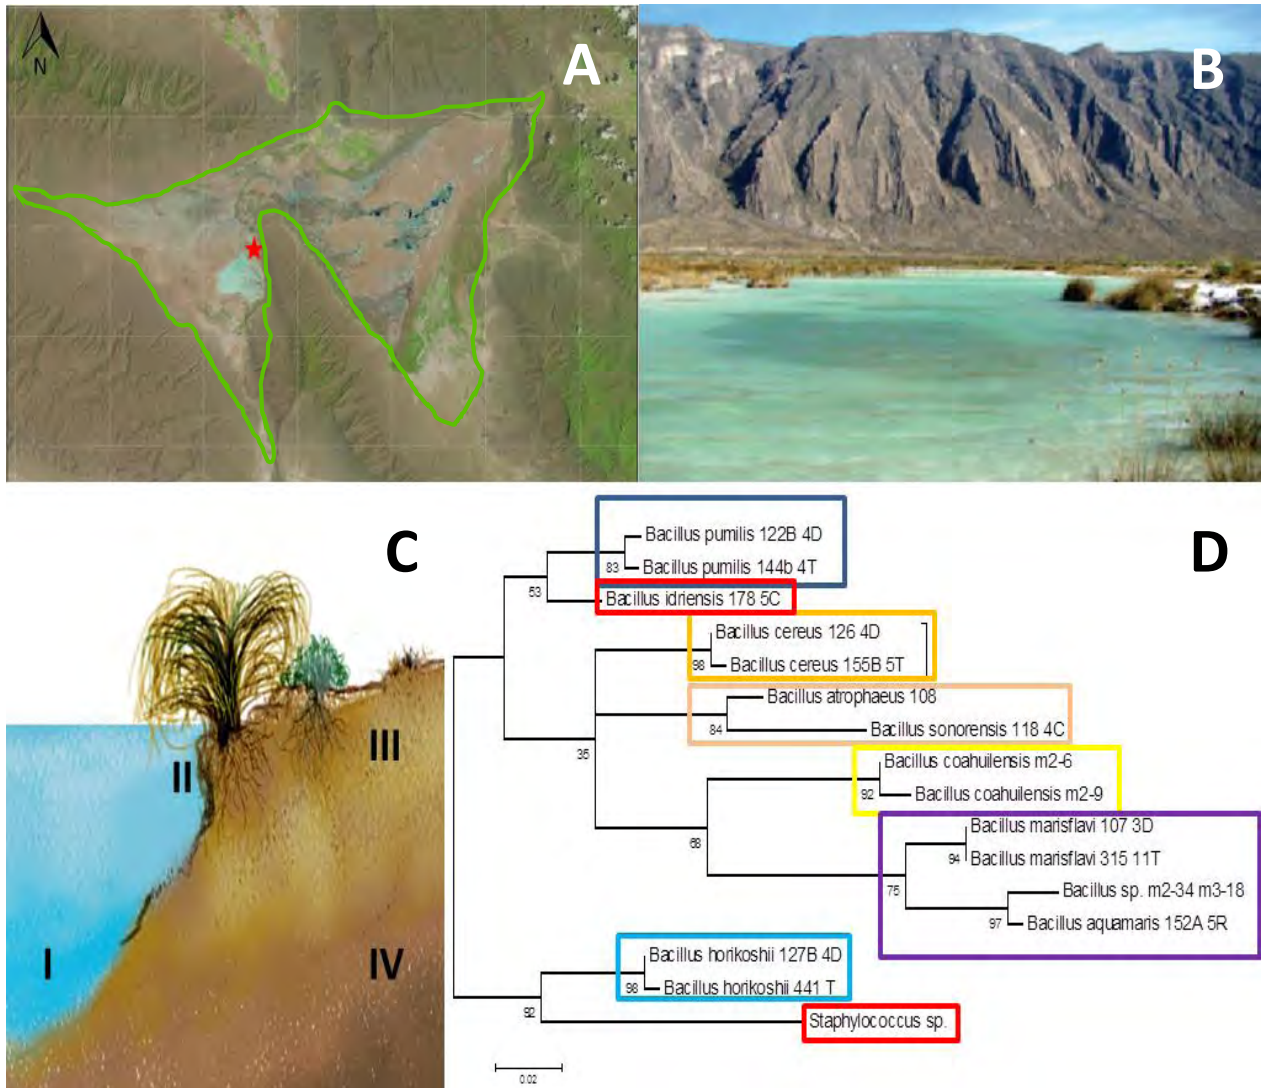 N
A
B
C
D
I
II
III
IV
Bacillus pumilis 122B 4D
83
Bacillus pumilis 144b 4T
53
Bacillus idriensis 178 5C
Bacillus cereus 126 4D
98
Bacillus cereus 155B 5T
Bacillus atrophaeus 108
84
Bacillus sonorensis 118 4C
35
Bacillus coahuilensis m2-6
92
Bacillus coahuilensis m2-9
68
Bacillus marisflavi 107 3D
94
Bacillus marisflavi 315 11T
75
Bacillus sp. m2-34 m3-18
97
Bacillus aquamaris 152A 5R
Bacillus horikoshii 127B 4D
98
Bacillus horikoshii 441 T
92
Staphylococcus sp.
0.02